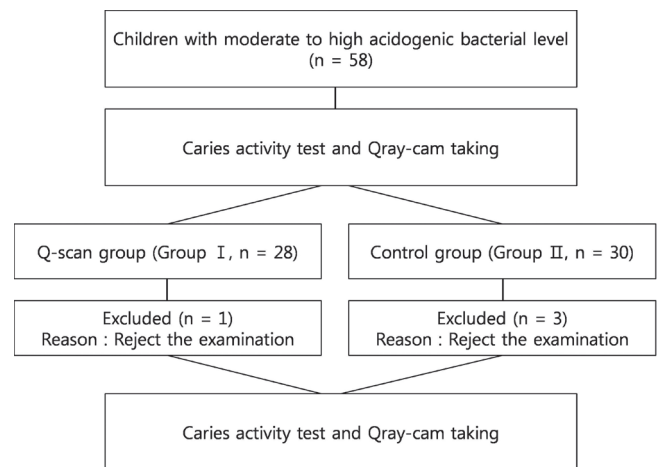 Children with moderate to high acidogenic bacterial level
(n = 58)
Caries activity test and Qray-cam taking
Q-scan group (Group Ⅰ, n = 28)
Control group (Group Ⅱ, n = 30)
Excluded (n = 1)
Reason : Reject the examination
Excluded (n = 3)
Reason : Reject the examination
Caries activity test and Qray-cam taking